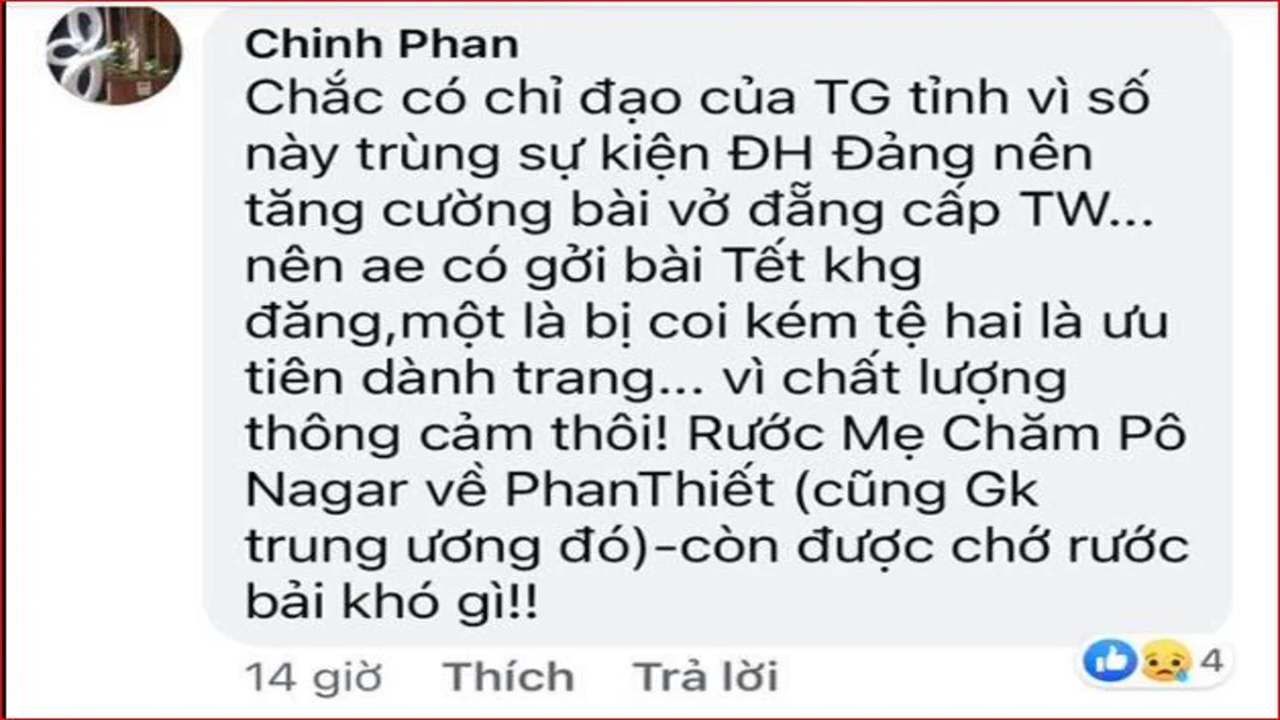 Chinh Phan
Chắc có chỉ đạo của TG tỉnh vì số
này trùng sự kiện ĐH Đảng nên
tăng cường bài vở đẵng cấp TW...
nên ae có gởi bài Tết khg
đăng,một là bị coi kém tệ hai là ưu
tiên dành trang... vì chất lượng
thông cảm thôi! Rước Mẹ Chăm Pô
Nagar về PhanThiết (cũng Gk
trung ương đó)-còn được chớ rước
bải khó gì!!
14 giờ Thích Trả lời 4